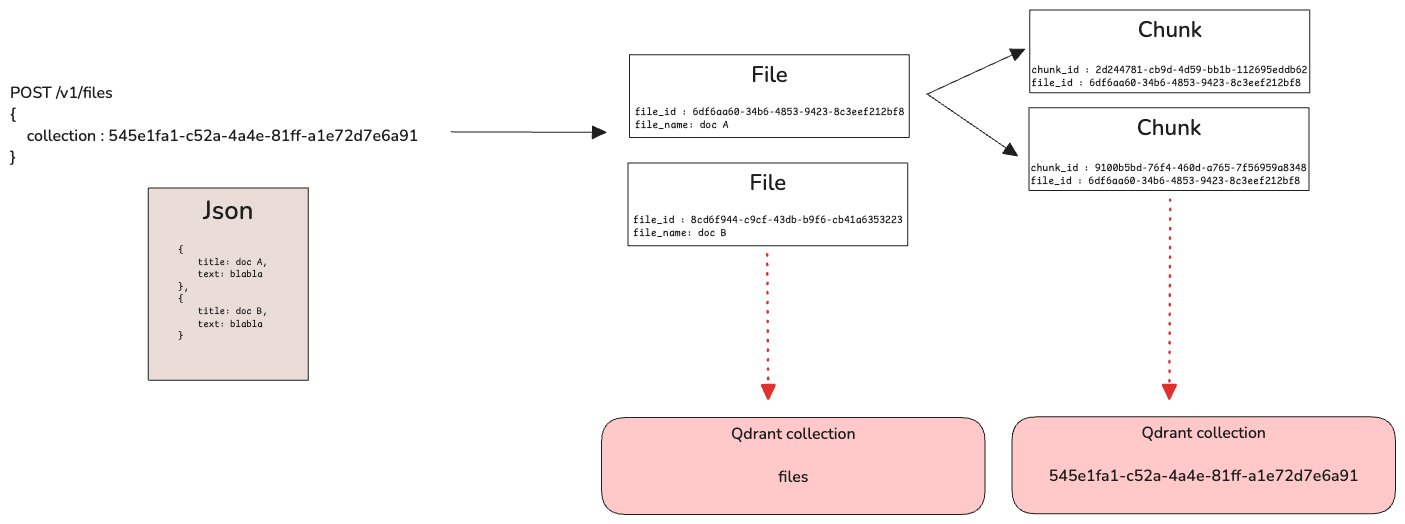 POST /v1/files
{
collection : 545e1fa1-c52a-4a4e-81ff-a1e72d7e6a91
}
Json
{
title: doc A,
text: blabla
},
{
title: doc B,
text: blabla
}
File
file_id : 6df6aa60-34b6-4853-9423-8c3eef212bf8
file_name: doc A
File
file_id : 8cd6f944-c9cf-43db-b9f6-cb41a6353223
file_name: doc B
Chunk
chunk_id : 2d244781-cb9d-4d59-bb1b-112695eddb62
file_id : 6df6aa60-34b6-4853-9423-8c3eef212bf8
Chunk
chunk_id : 9100b5bd-76f4-460d-a765-7f56959a8348
file_id : 6df6aa60-34b6-4853-9423-8c3eef212bf8
Qdrant collection
files
Qdrant collection
545e1fa1-c52a-4a4e-81ff-a1e72d7e6a91